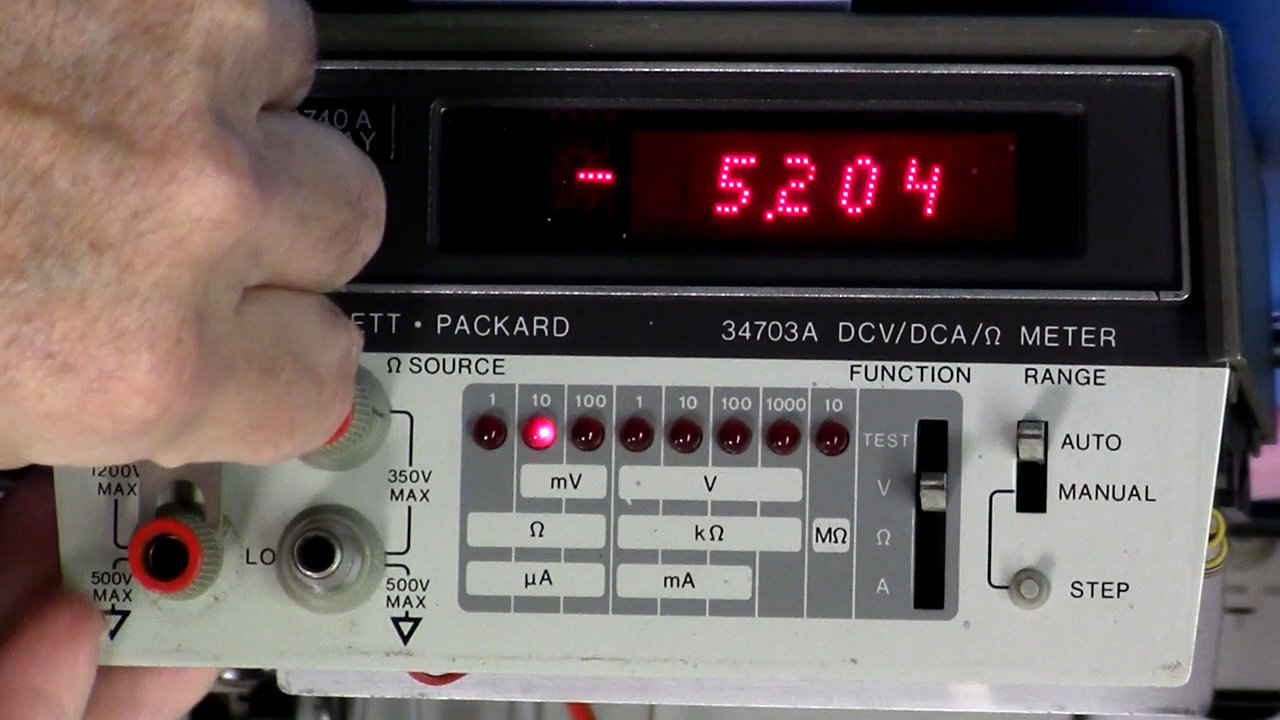 740 A
AY
- 5.204
ETT • PACKARD
34703A DCV/DCA/Ω METER
Ω SOURCE
FUNCTION
RANGE
1 10 100 1 10 100 1000 10
TEST
AUTO
1200V
MAX
350V
MAX
mV
V
V
MANUAL
Ω
kΩ
MΩ
Ω
LO
500V
MAX
500V
MAX
µA
mA
A
STEP